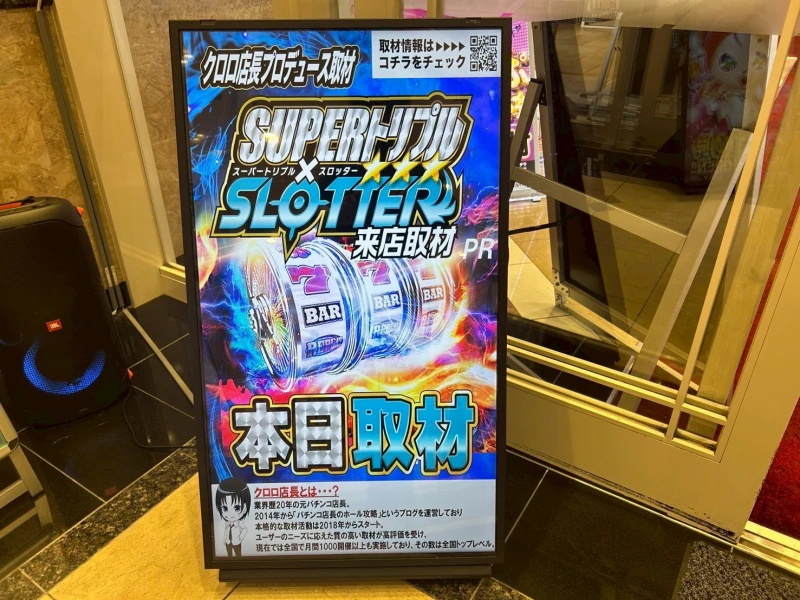 クロロ店長プロデュース取材
取材情報は▶▶▶▶▶
コチラをチェック
SUPERトリプル
スーパートリプル × スロッター
SLOTTER
来店取材 PR
7
BAR BAR BAR
本日取材
クロロ店長とは・・・?
業界歴20年の元パチンコ店長。
2014年から「パチンコ店長のホール攻略」というブログを運営しており
本格的な取材活動は2018年からスタート。
ユーザーのニーズに応えた質の高い取材が高評価を受け、
現在では全国で月間1000開催以上も実施しており、その数は全国トップレベル。
JBL